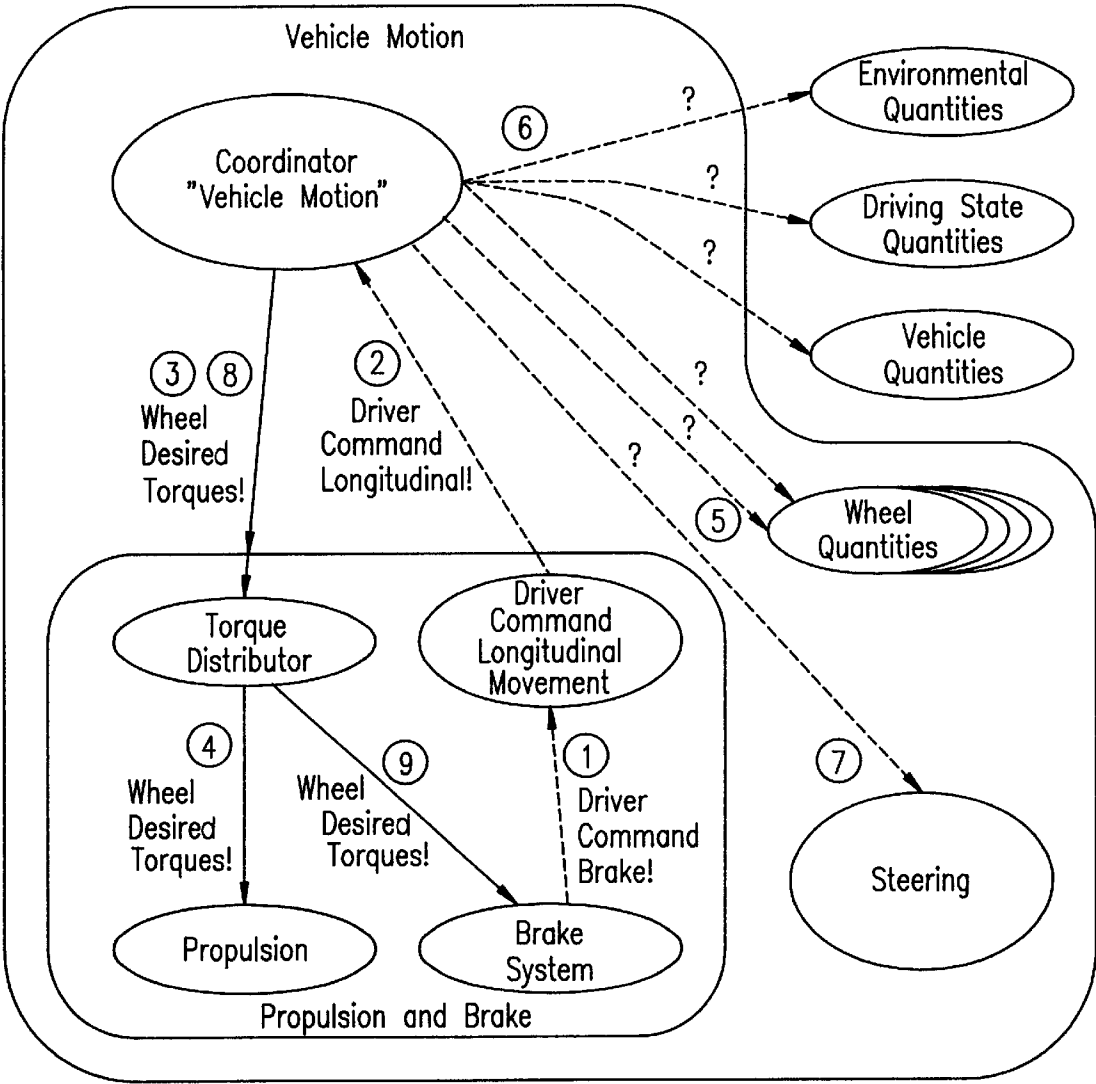 Vehicle Motion
Environmental
Quantities
?
6
Coordinator
"Vehicle Motion"
?
Driving State
Quantities
?
Vehicle
Quantities
3 8
Wheel
Desired
Torques!
2
Driver
Command
Longitudinal!
?
?
?
5
Wheel
Quantities
Torque
Distributor
Driver
Command
Longitudinal
Movement
4
Wheel
Desired
Torques!
9
Wheel
Desired
Torques!
1
Driver
Command
Brake!
7
Steering
Propulsion
Brake
System
Propulsion and Brake